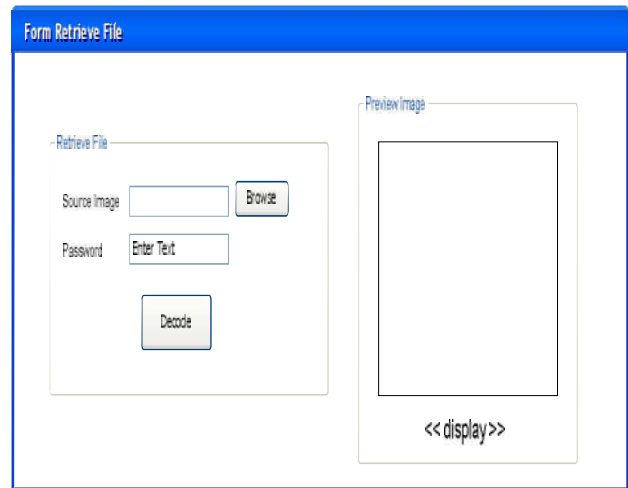 Form Retrieve File
Preview Image
Retrieve File
Source Image
Browse
Password
Enter Text
Decode
<< display >>